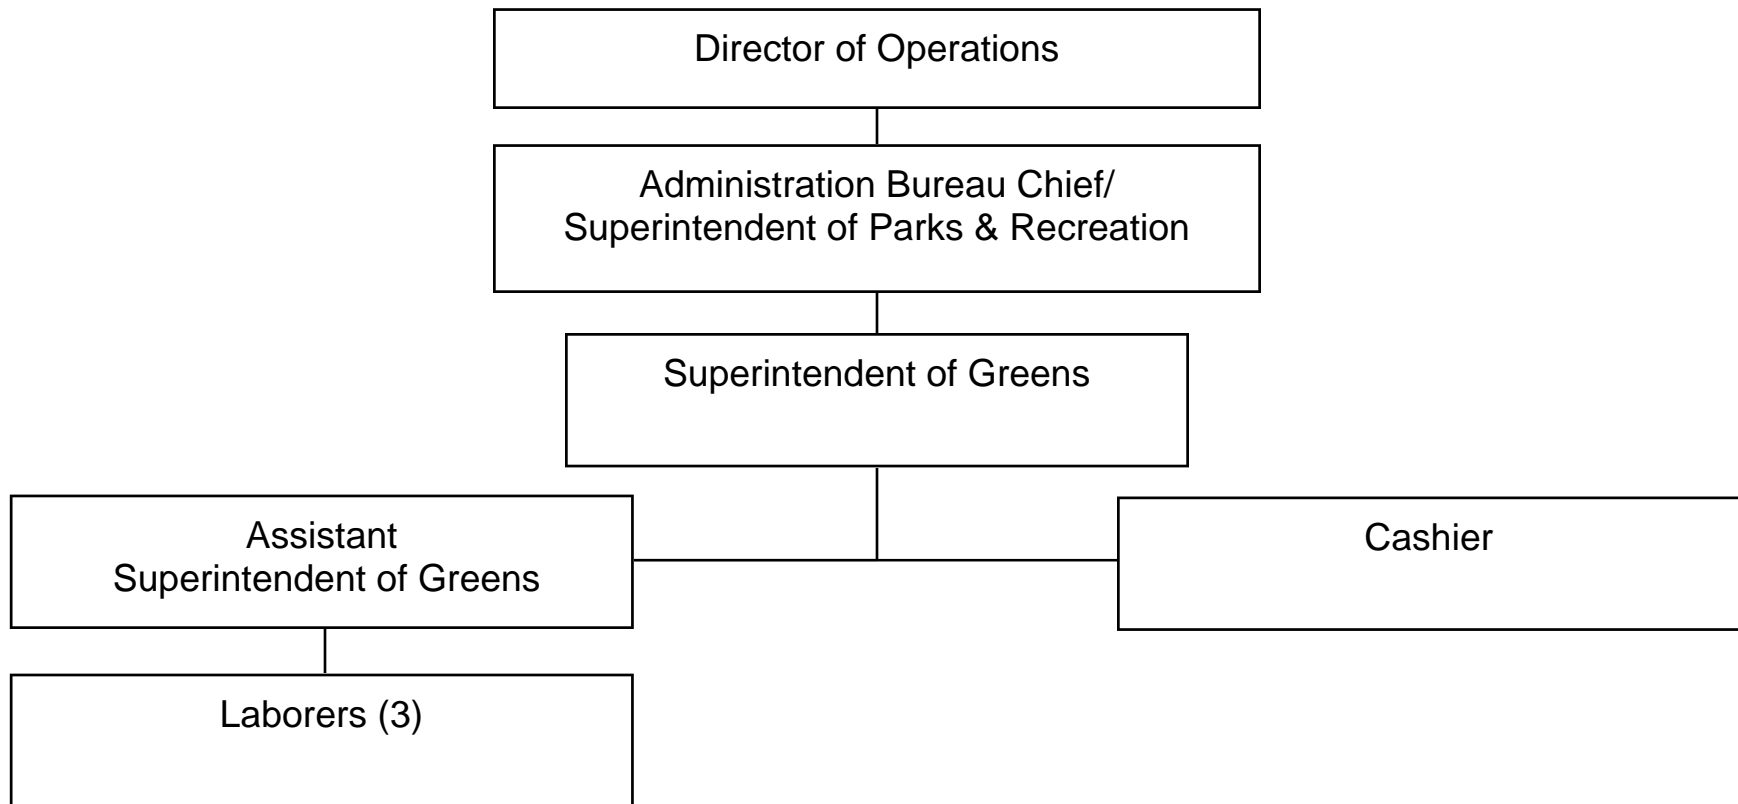 Director of Operations
Administration Bureau Chief/
Superintendent of Parks & Recreation
Superintendent of Greens
Assistant
Superintendent of Greens
Cashier
Laborers (3)